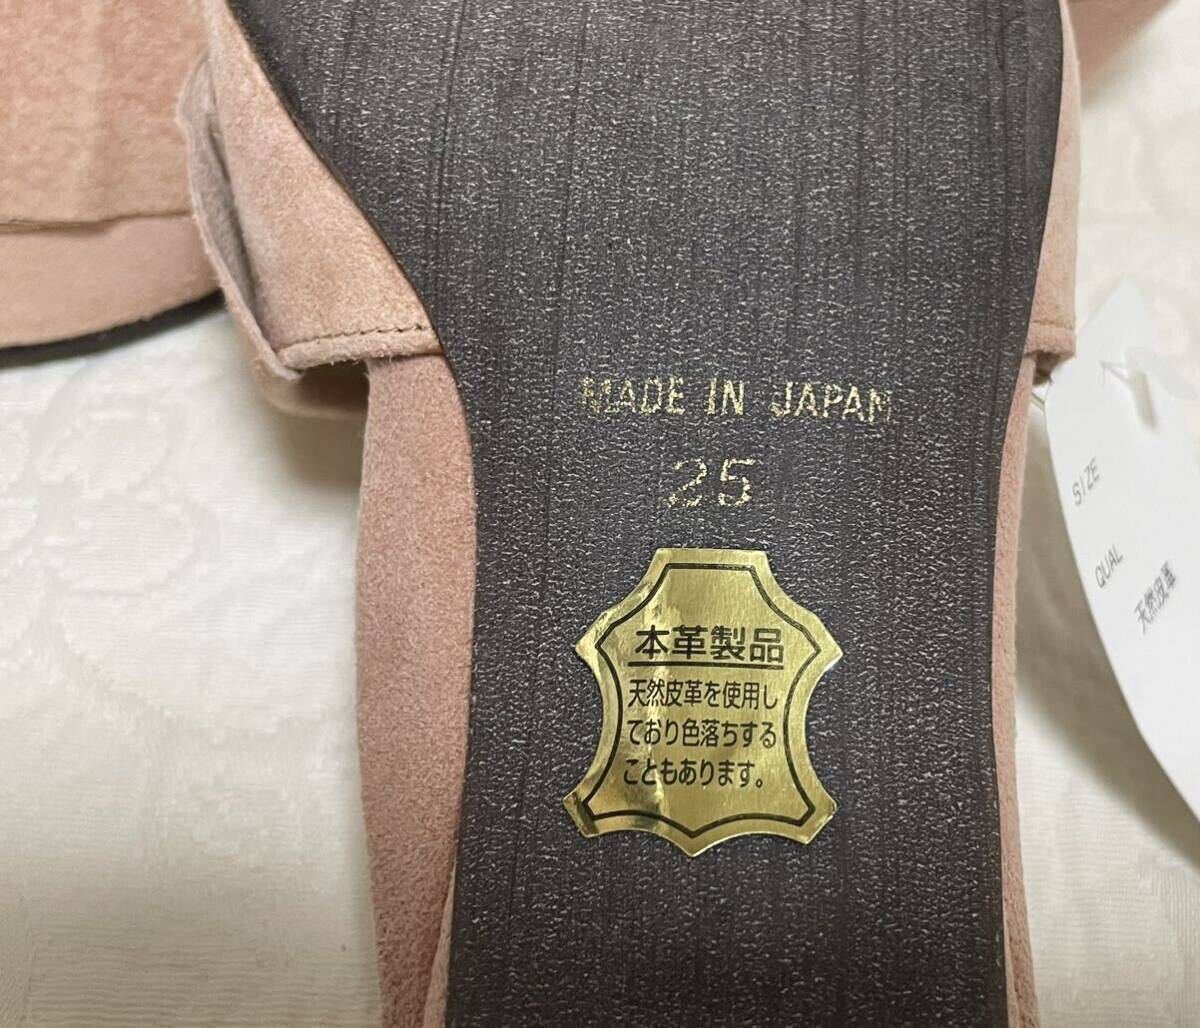 MADE IN JAPAN
25
本革製品
天然皮革を使用し
ており色落ちする
こともあります。
SIZE
QUAL
天然皮革